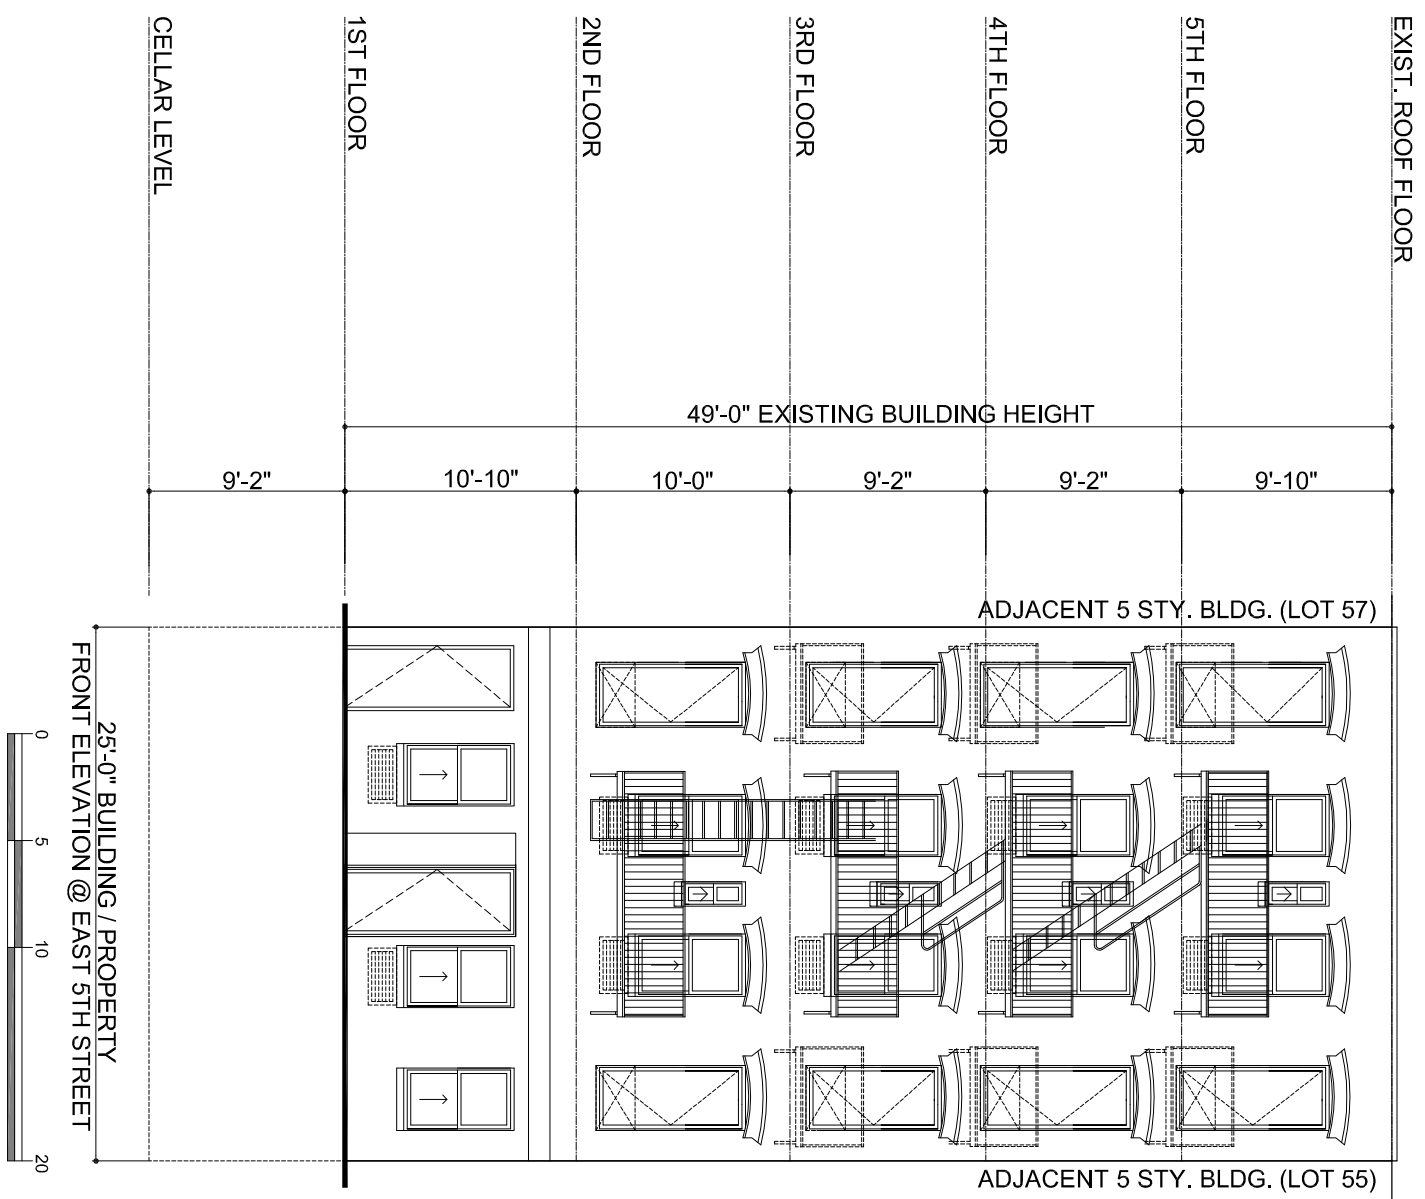 EXIST. ROOF FLOOR
5TH FLOOR
4TH FLOOR
3RD FLOOR
2ND FLOOR
1ST FLOOR
CELLAR LEVEL
49'-0" EXISTING BUILDING HEIGHT
9'-2"
10'-10"
10'-0"
9'-2"
9'-2"
9'-10"
ADJACENT 5 STY. BLDG. (LOT 57)
ADJACENT 5 STY. BLDG. (LOT 55)
25'-0" BUILDING / PROPERTY
FRONT ELEVATION @ EAST 5TH STREET
0
5
10
20